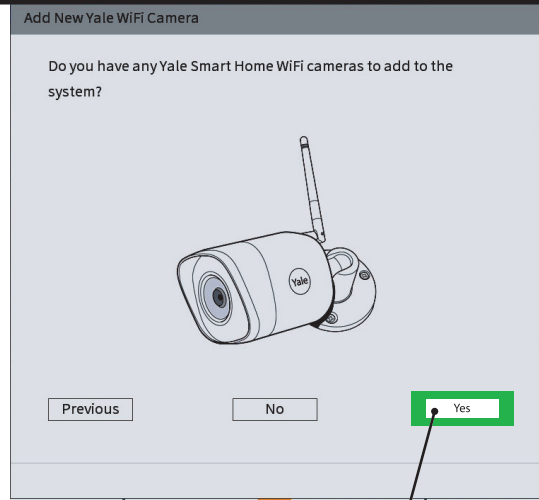 Add New Yale WiFi Camera
Do you have any Yale Smart Home WiFi cameras to add to the
system?
Yale
Previous
No
Yes